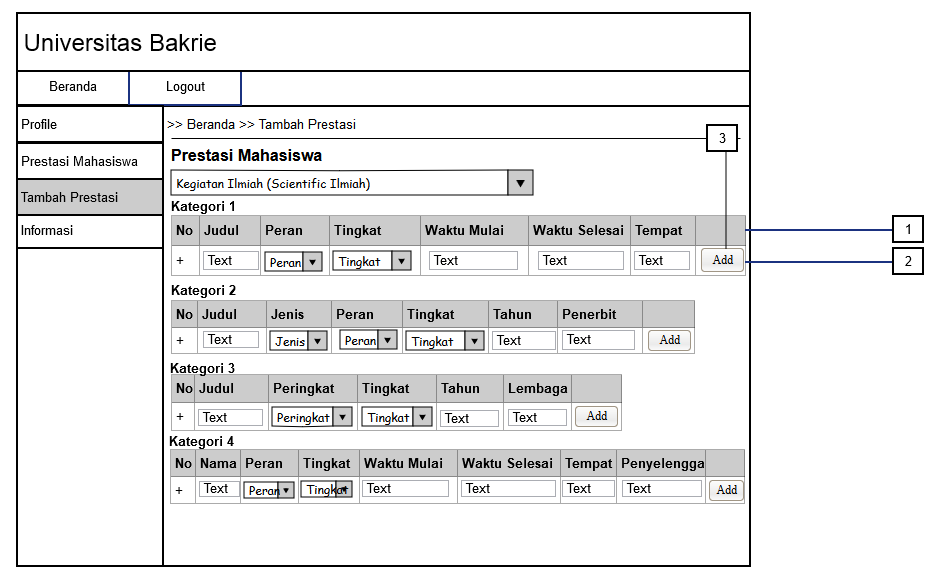 Universitas Bakrie
Beranda Logout
Profile
Prestasi Mahasiswa
Tambah Prestasi
Informasi
>> Beranda >> Tambah Prestasi
3
Prestasi Mahasiswa
Kegiatan Ilmiah (Scientific Ilmiah) ▼
Kategori 1
No Judul Peran Tingkat Waktu Mulai Waktu Selesai Tempat
1
+ Text Peran ▼ Tingkat ▼ Text Text Text Add
2
Kategori 2
No Judul Jenis Peran Tingkat Tahun Penerbit
+ Text Jenis ▼ Peran ▼ Tingkat ▼ Text Text Add
Kategori 3
No Judul Peringkat Tingkat Tahun Lembaga
+ Text Peringkat ▼ Tingkat ▼ Text Text Add
Kategori 4
No Nama Peran Tingkat Waktu Mulai Waktu Selesai Tempat Penyelengga
+ Text Peran ▼ Tingkat ▼ Text Text Text Text Add